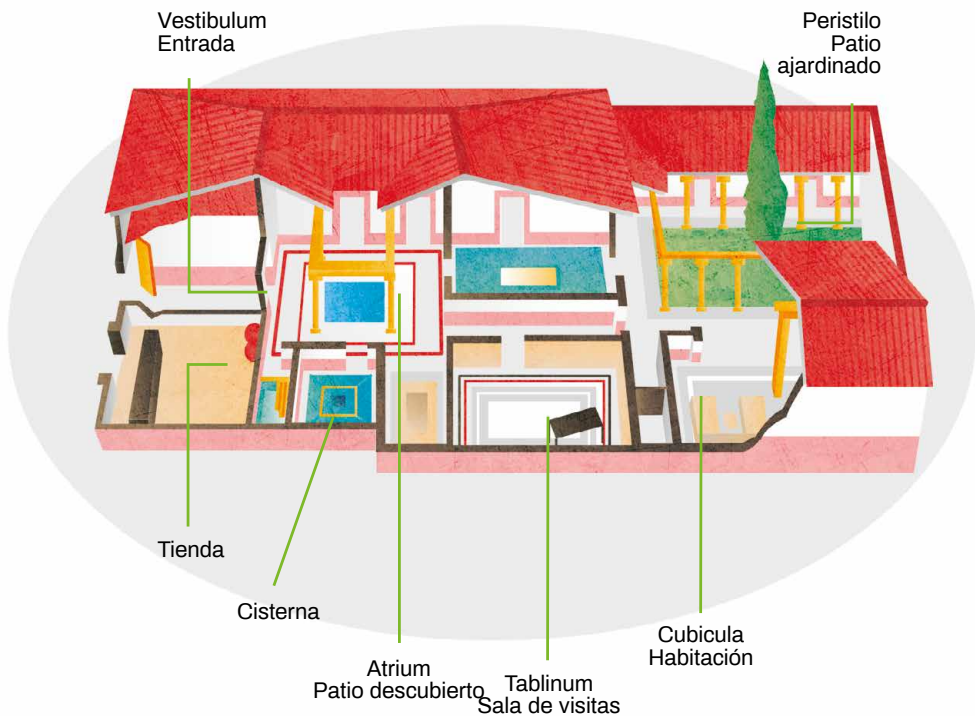 Vestibulum
Entrada
Peristilo
Patio
ajardinado
Tienda
Cisterna
Atrium
Patio descubierto
Tablinum
Sala de visitas
Cubicula
Habitación